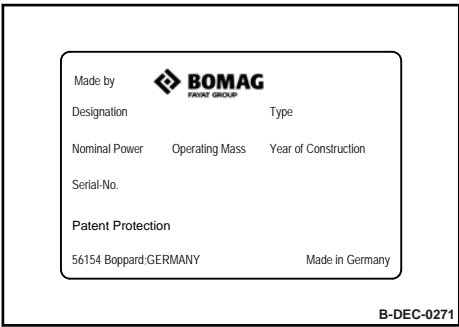 Made by BOMAG
FAYAT GROUP
Designation Type
Nominal Power Operating Mass Year of Construction
Serial-No.
Patent Protection
56154 Boppard;GERMANY Made in Germany
B-DEC-0271